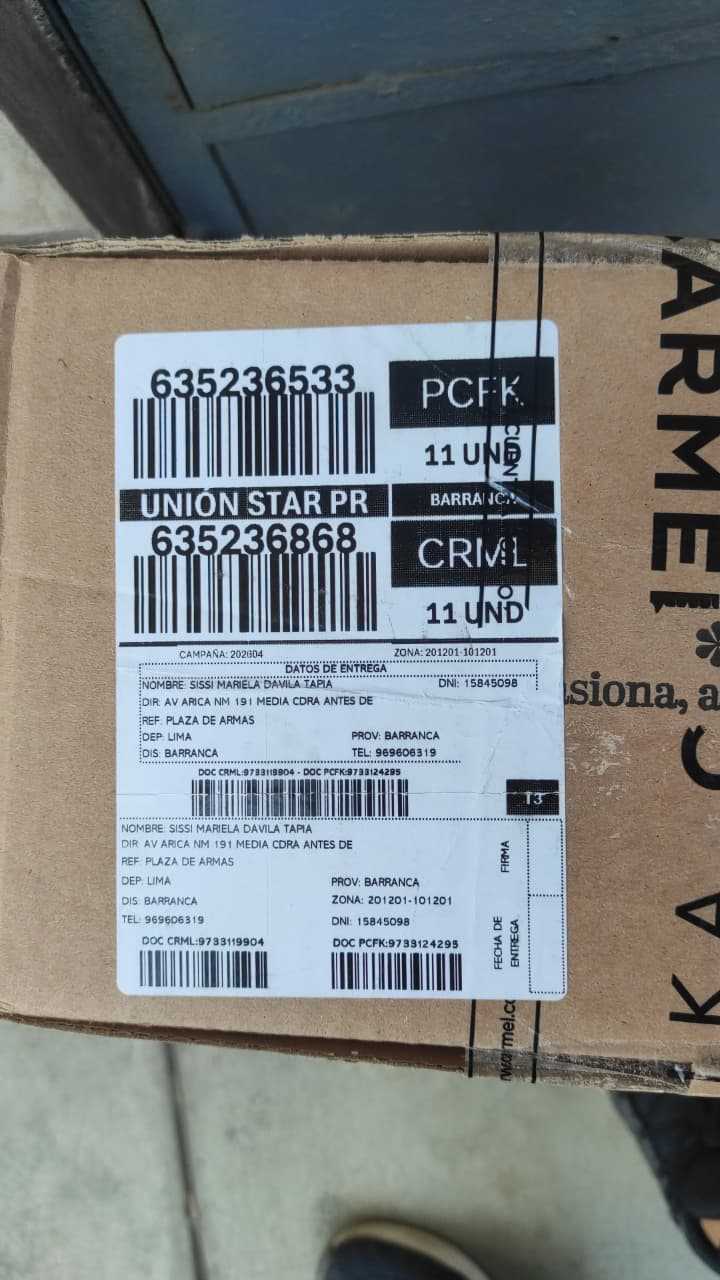 635236533
PCFK
11 UND
UNIÓN STAR PR
BARRANCA
635236868
CRML
11 UND
CAMPAÑA: 202604
ZONA: 201201-101201
DATOS DE ENTREGA
NOMBRE: SISSI MARIELA DAVILA TAPIA DNI: 15845098
DIR: AV ARICA NM 191 MEDIA CDRA ANTES DE
REF: PLAZA DE ARMAS
DEP: LIMA PROV: BARRANCA
DIS: BARRANCA TEL: 969606319
DOC CRML:9733119904 - DOC PCFK:9733124295
T3
NOMBRE: SISSI MARIELA DAVILA TAPIA
DIR: AV ARICA NM 191 MEDIA CDRA ANTES DE
REF: PLAZA DE ARMAS
DEP: LIMA PROV: BARRANCA
DIS: BARRANCA ZONA: 201201-101201
TEL: 969606319 DNI: 15845098
DOC CRML:9733119904 DOC PCFK:9733124295
FIRMA
FECHA DE
ENTREGA
ARMEL